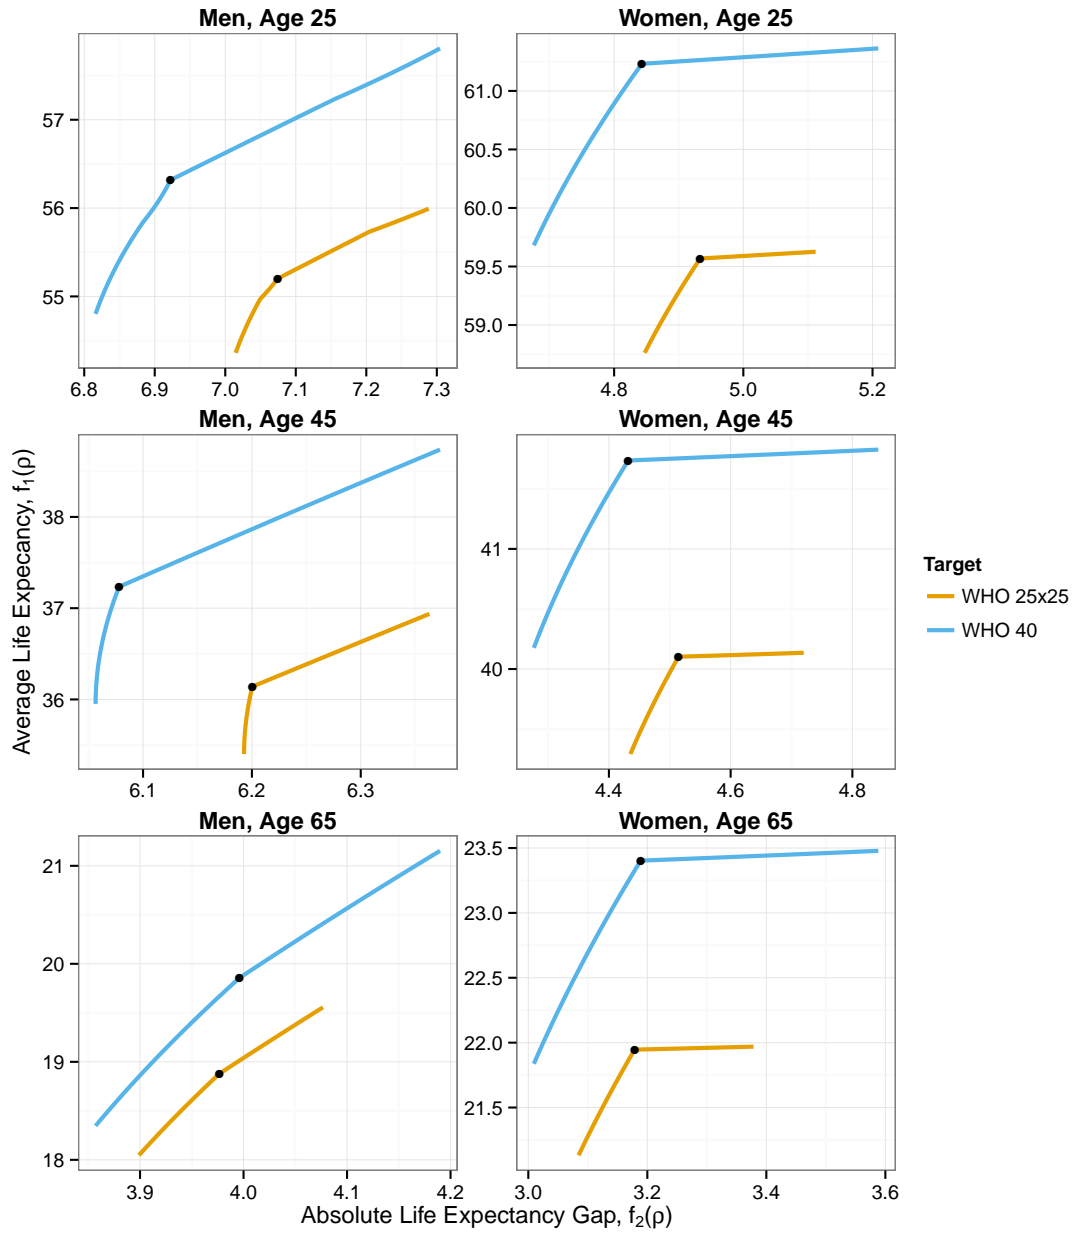 Men, Age 25
Women, Age 25
57
56
55
6.8 6.9 7.0 7.1 7.2 7.3
61.0
60.5
60.0
59.5
59.0
4.8 5.0 5.2
Men, Age 45
Women, Age 45
38
37
36
6.1 6.2 6.3
41
40
4.4 4.6 4.8
Men, Age 65
Women, Age 65
21
20
19
18
3.9 4.0 4.1 4.2
23.5
23.0
22.5
22.0
21.5
3.0 3.2 3.4 3.6
Average Life Expecancy, f₁(ρ)
Absolute Life Expectancy Gap, f₂(ρ)
Target
WHO 25x25
WHO 40